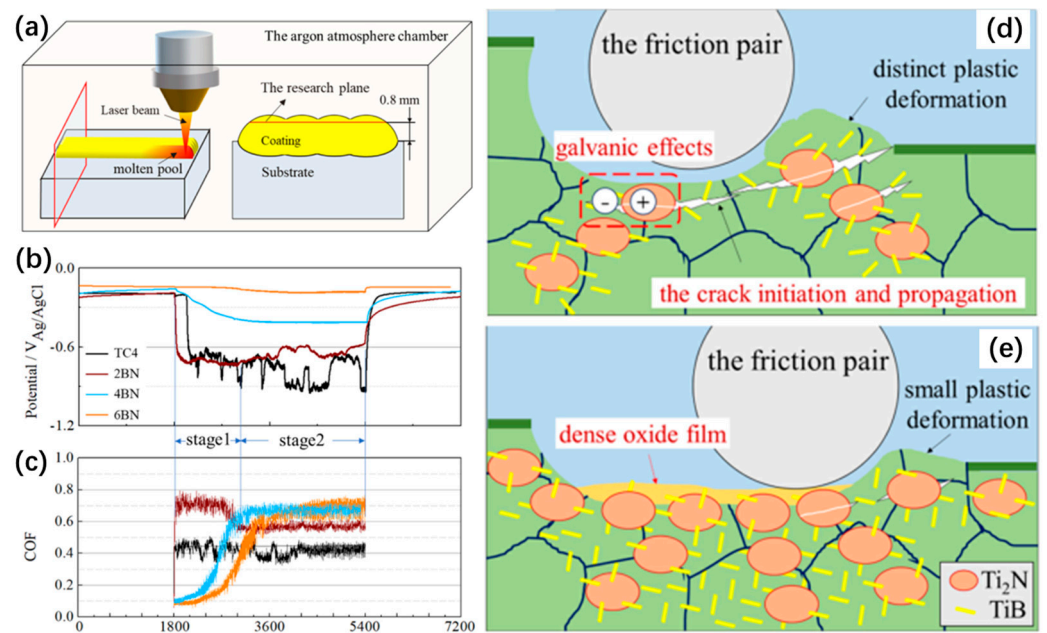 (a)
The argon atmosphere chamber
Laser beam
molten pool
The research plane
0.8 mm
Coating
Substrate
(b)
0.0
-0.6
-1.2
Potential / V_Ag/AgCl
TC4
2BN
4BN
6BN
stage1
stage2
(c)
1.0
0.8
0.6
0.4
0.2
0.0
COF
0
1800
3600
5400
7200
(d)
the friction pair
distinct plastic
deformation
galvanic effects
-
+
the crack initiation and propagation
(e)
the friction pair
small plastic
deformation
dense oxide film
Ti₂N
TiB